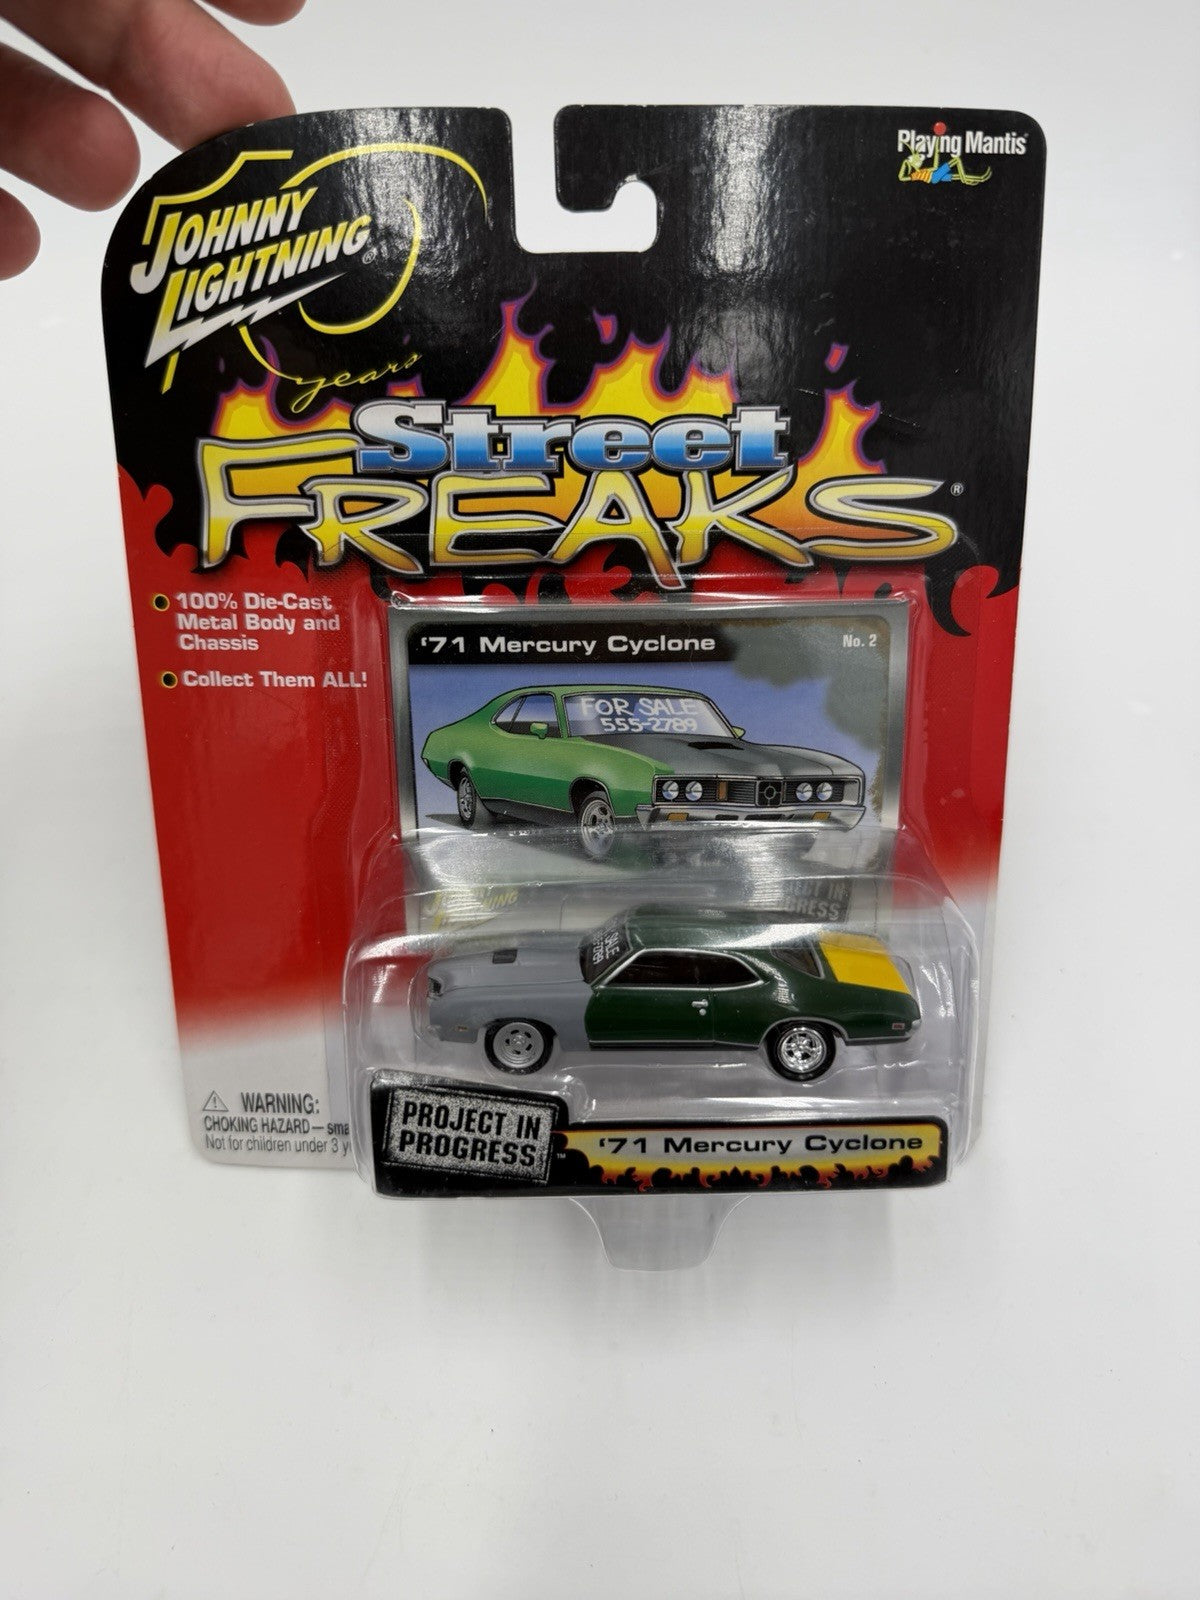 Playing Mantis
JOHNNY
LIGHTNING®
years
Street
FREAKS®
100% Die-Cast
Metal Body and
Chassis
Collect Them ALL!
'71 Mercury Cyclone
No. 2
FOR SALE
555-2789
PROJECT IN
PROGRESS™
'71 Mercury Cyclone
WARNING:
CHOKING HAZARD — sma
Not for children under 3 y